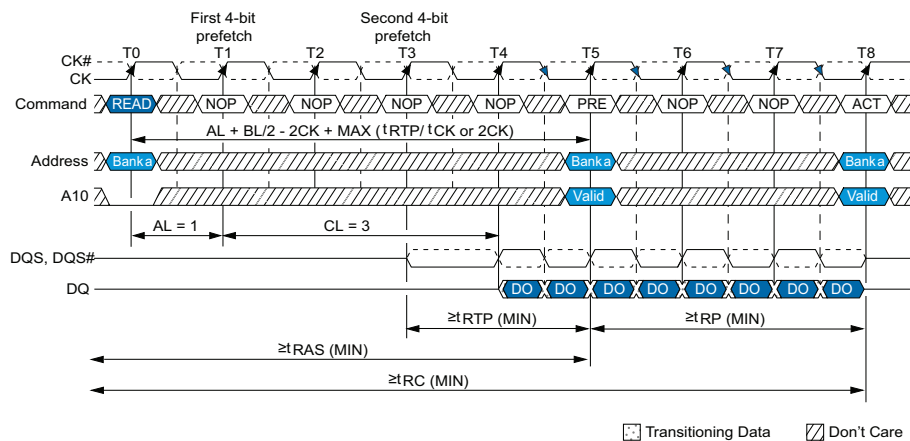 First 4-bit prefetch
Second 4-bit prefetch
T0 T1 T2 T3 T4 T5 T6 T7 T8
CK#
CK
Command READ NOP NOP NOP NOP PRE NOP NOP ACT
AL + BL/2 - 2CK + MAX (tRTP/tCK or 2CK)
Address Bank a Bank a Bank a
A10 Valid Valid
AL = 1 CL = 3
DQS, DQS#
DQ DO DO DO DO DO DO DO DO
≥tRTP (MIN) ≥tRP (MIN)
≥tRAS (MIN)
≥tRC (MIN)
Transitioning Data Don't Care